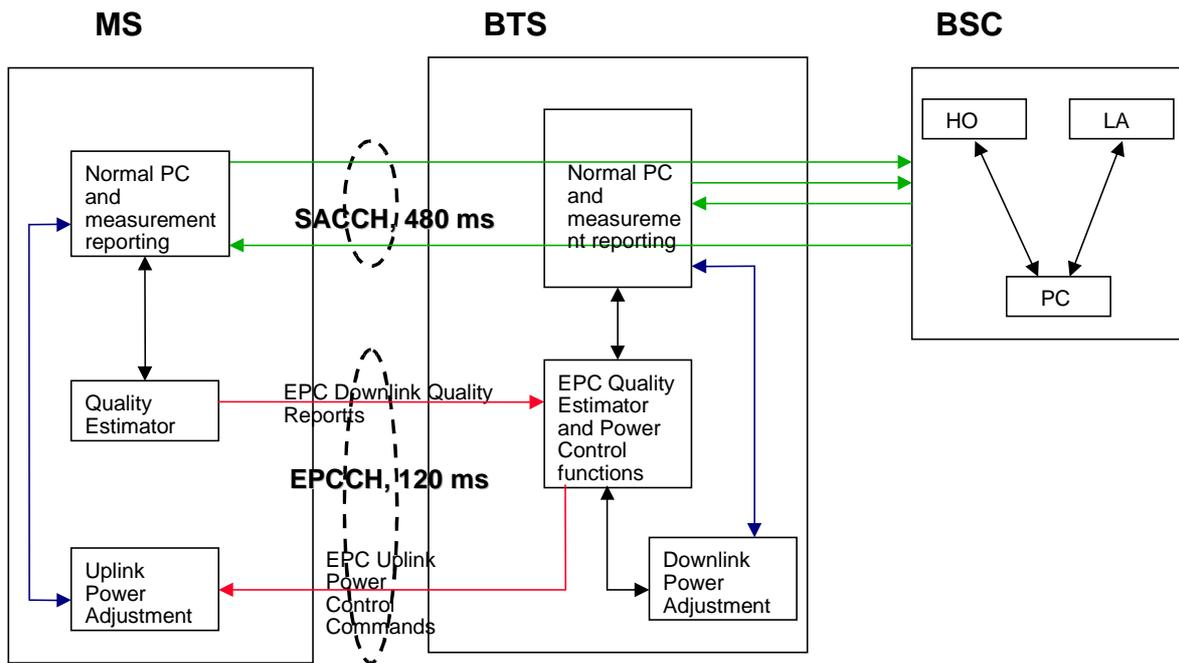 MS
BTS
BSC
HO
LA
Normal PC
and
measurement
reporting
Normal PC
and
measureme
nt reporting
SACCH, 480 ms
PC
Quality
Estimator
EPC Downlink Quality
Reportts
EPC Quality
Estimator
and Power
Control
functions
EPCCH, 120 ms
Uplink
Power
Adjustment
EPC Uplink
Power
Control
Commands
Downlink
Power
Adjustment